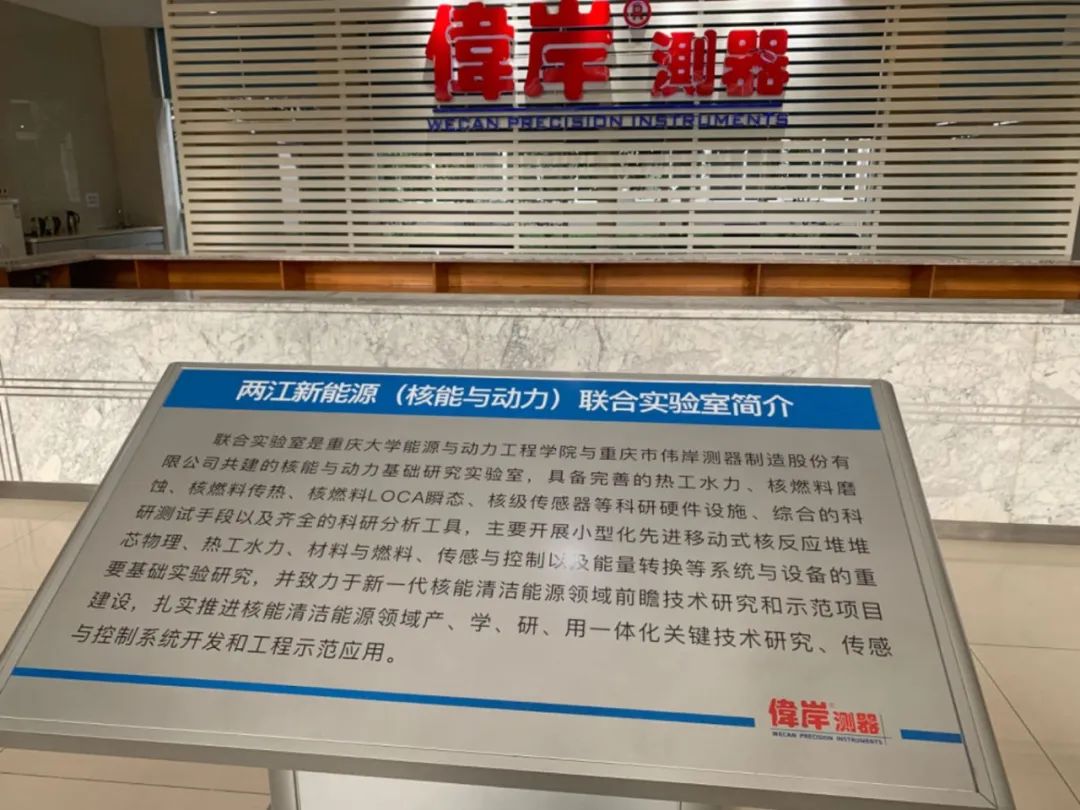 偉岸® 測器
WECAN PRECISION INSTRUMENTS
两江新能源（核能与动力）联合实验室简介
联合实验室是重庆大学能源与动力工程学院与重庆市伟岸测器制造股份有
限公司共建的核能与动力基础研究实验室，具备完善的热工水力、核燃料磨
蚀、核燃料传热、核燃料LOCA瞬态、核级传感器等科研硬件设施、综合的科
研测试手段以及齐全的科研分析工具，主要开展小型化先进移动式核反应堆堆
芯物理、热工水力、材料与燃料、传感与控制以及能量转换等系统与设备的重
要基础实验研究，并致力于新一代核能清洁能源领域前瞻技术研究和示范项目
建设，扎实推进核能清洁能源领域产、学、研、用一体化关键技术研究、传感
与控制系统开发和工程示范应用。
偉岸® 測器
WECAN PRECISION INSTRUMENTS